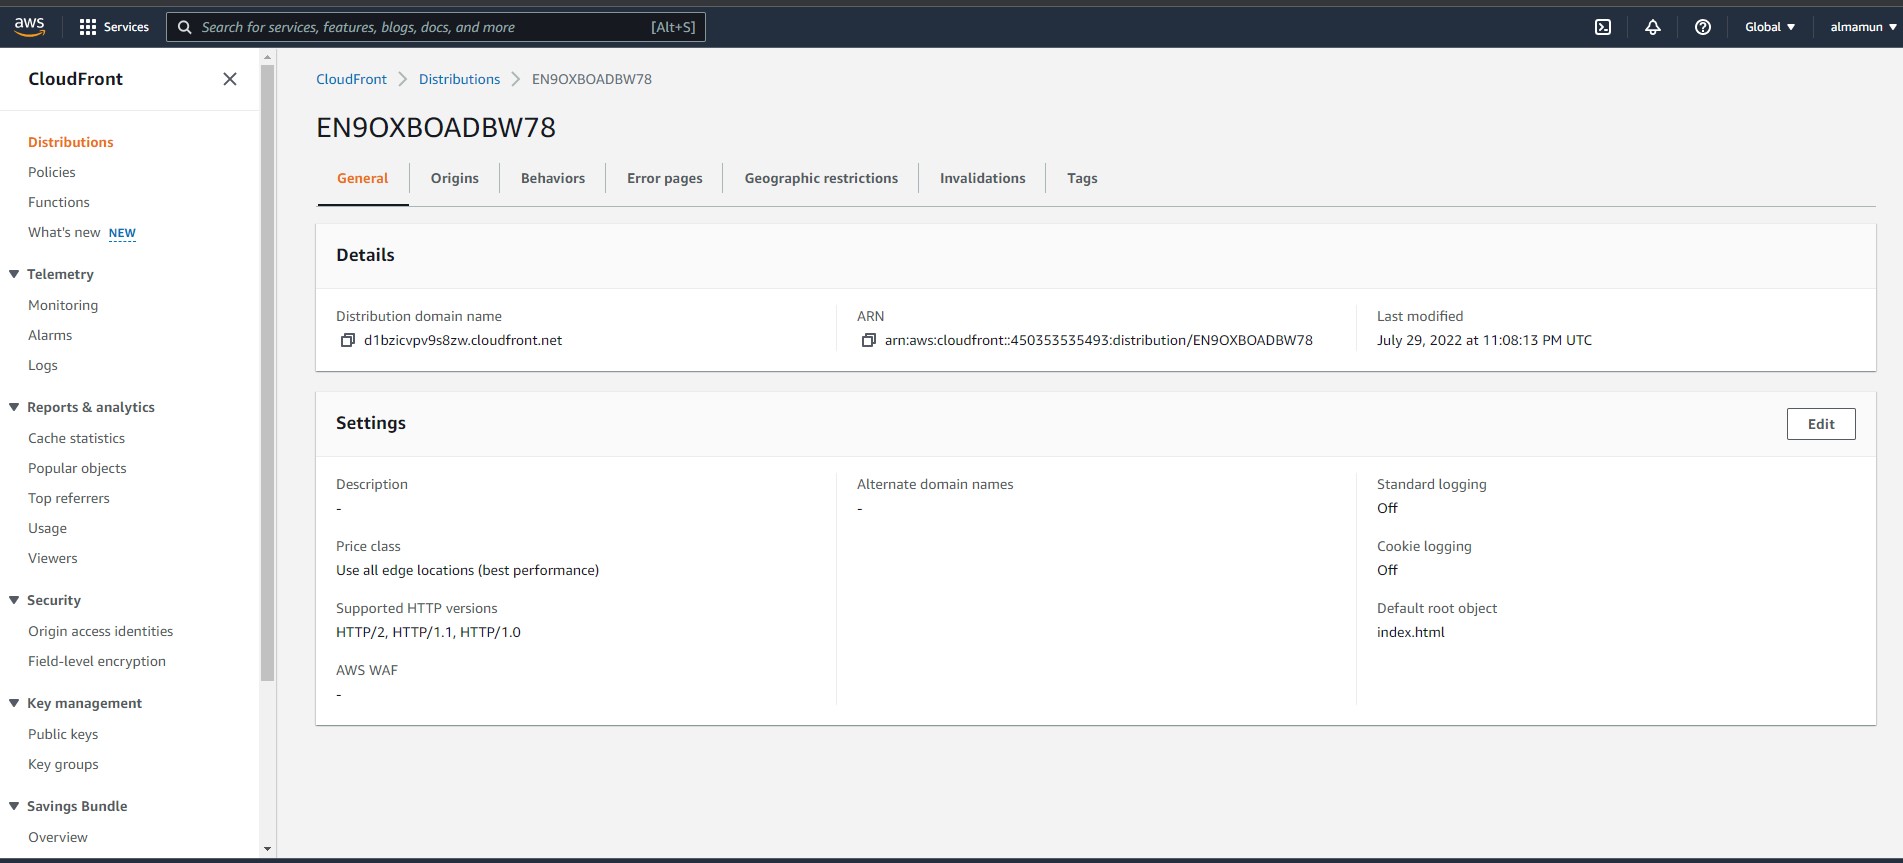 aws
Services
Search for services, features, blogs, docs, and more [Alt+S]
Global
almamun
CloudFront
Distributions
Policies
Functions
What's new NEW
Telemetry
Monitoring
Alarms
Logs
Reports & analytics
Cache statistics
Popular objects
Top referrers
Usage
Viewers
Security
Origin access identities
Field-level encryption
Key management
Public keys
Key groups
Savings Bundle
Overview
CloudFront > Distributions > EN9OXBOADBW78
EN9OXBOADBW78
General Origins Behaviors Error pages Geographic restrictions Invalidations Tags
Details
Distribution domain name
d1bzicvpv9s8zw.cloudfront.net
ARN
arn:aws:cloudfront::450353535493:distribution/EN9OXBOADBW78
Last modified
July 29, 2022 at 11:08:13 PM UTC
Settings
Edit
Description
-
Price class
Use all edge locations (best performance)
Supported HTTP versions
HTTP/2, HTTP/1.1, HTTP/1.0
AWS WAF
-
Alternate domain names
-
Standard logging
Off
Cookie logging
Off
Default root object
index.html